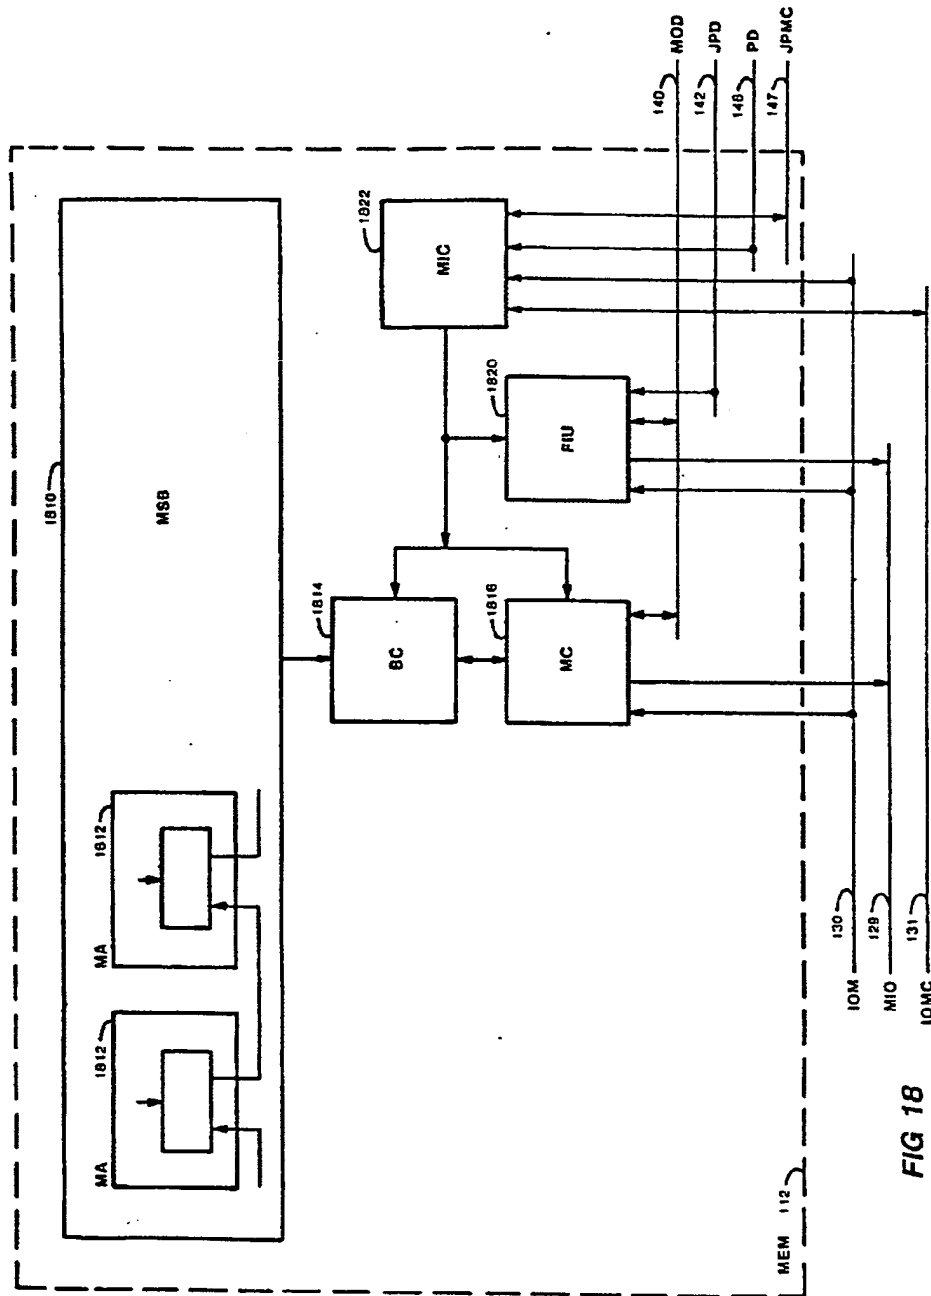 MSB
1810
MA
1812
MA
1812
BC
1814
MC
1816
FIU
1820
MIC
1822
140
MOD
142
JPD
146
PD
147
JPMC
IOM
130
MIO
129
IOMC
131
MEM
112
FIG 18